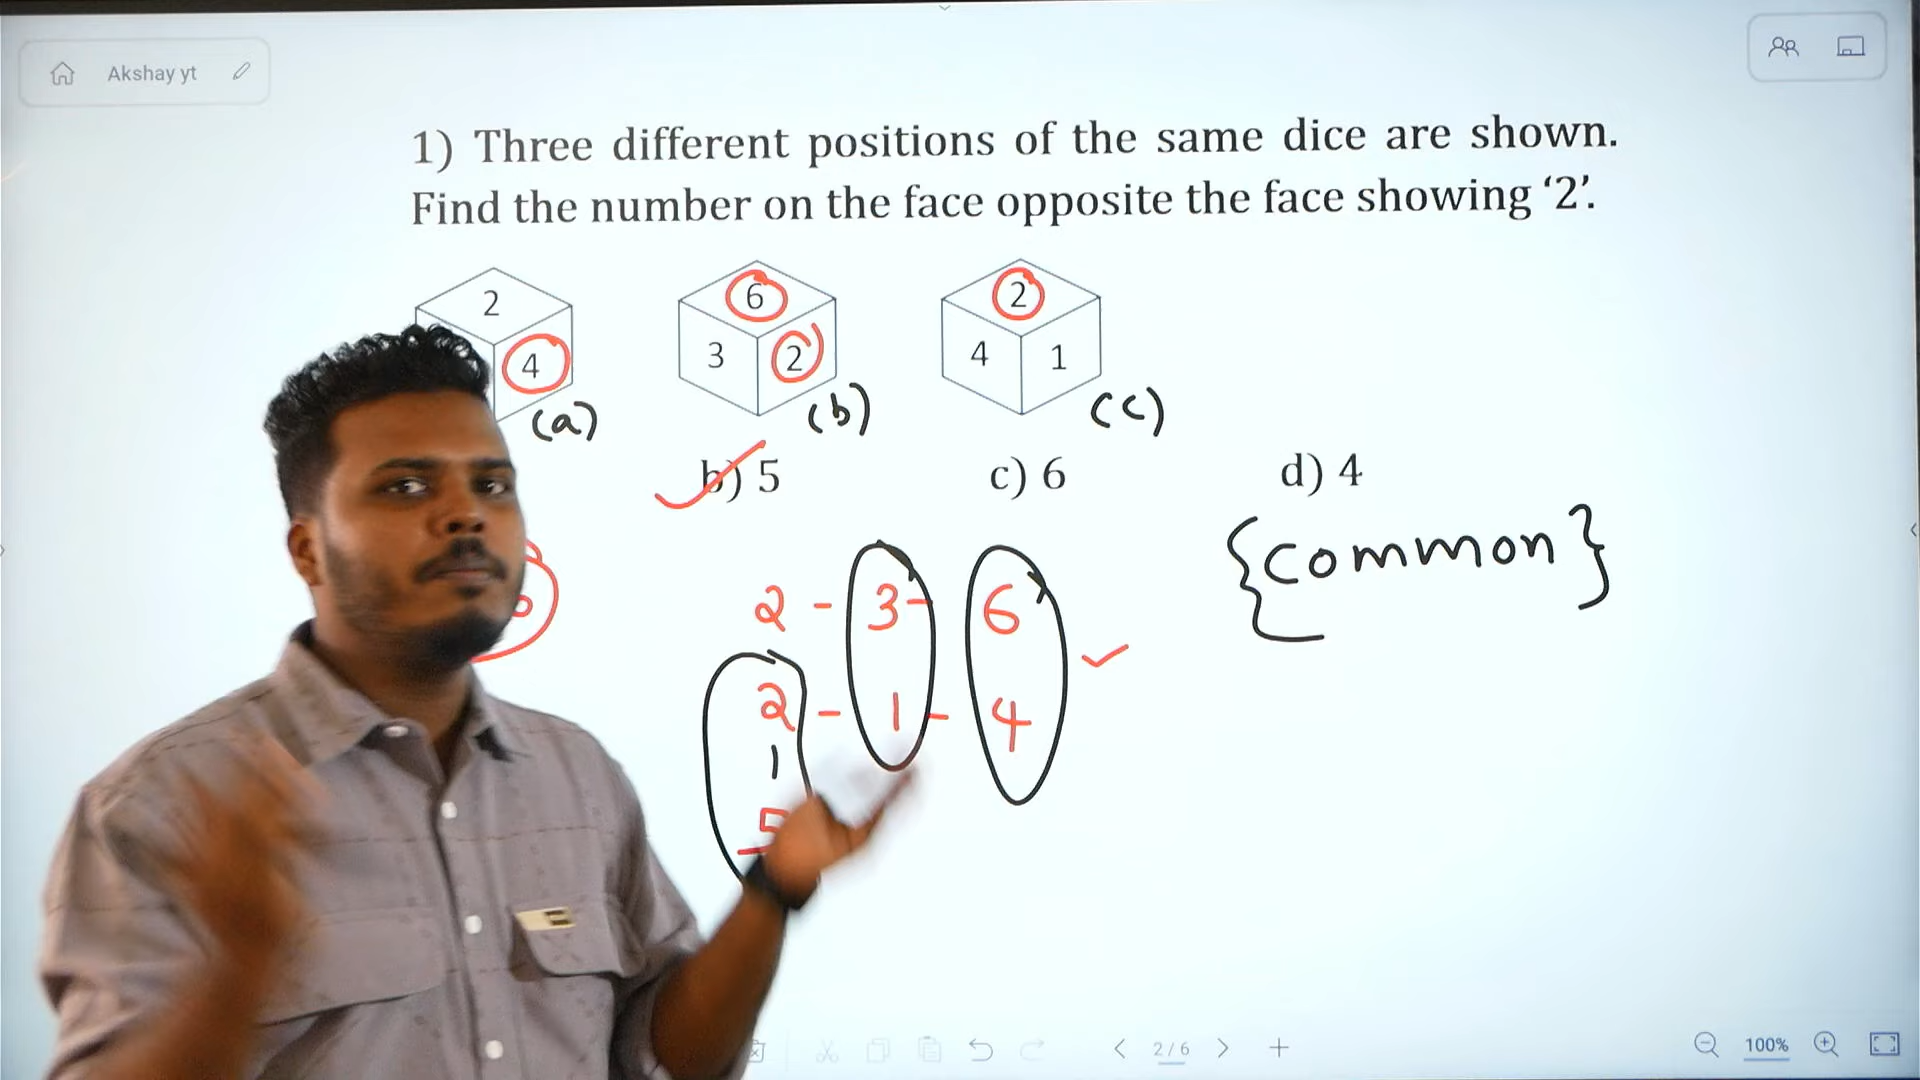 Akshay yt
1) Three different positions of the same dice are shown.
Find the number on the face opposite the face showing ‘2’.
2
4
(a)
6
3
2
(b)
2
4
1
(c)
b) 5
c) 6
d) 4
{common}
2 - 3 - 6
2 - 1 - 4
1
5
2/6
100%